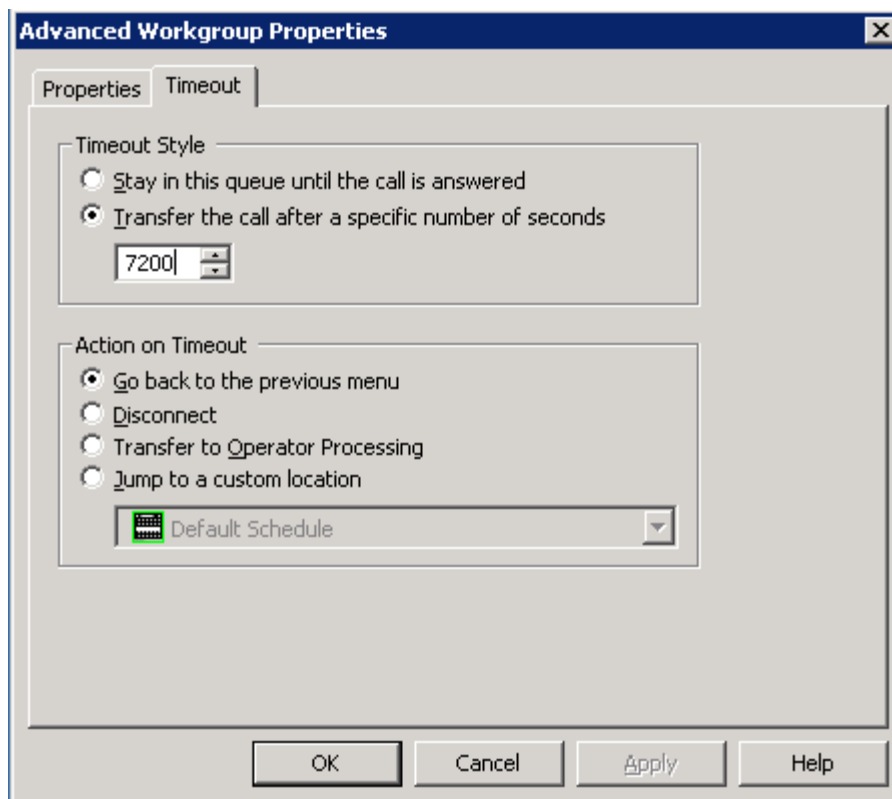 Advanced Workgroup Properties
Properties
Timeout
Timeout Style
Stay in this queue until the call is answered
Transfer the call after a specific number of seconds
7200
Action on Timeout
Go back to the previous menu
Disconnect
Transfer to Operator Processing
Jump to a custom location
Default Schedule
OK
Cancel
Apply
Help